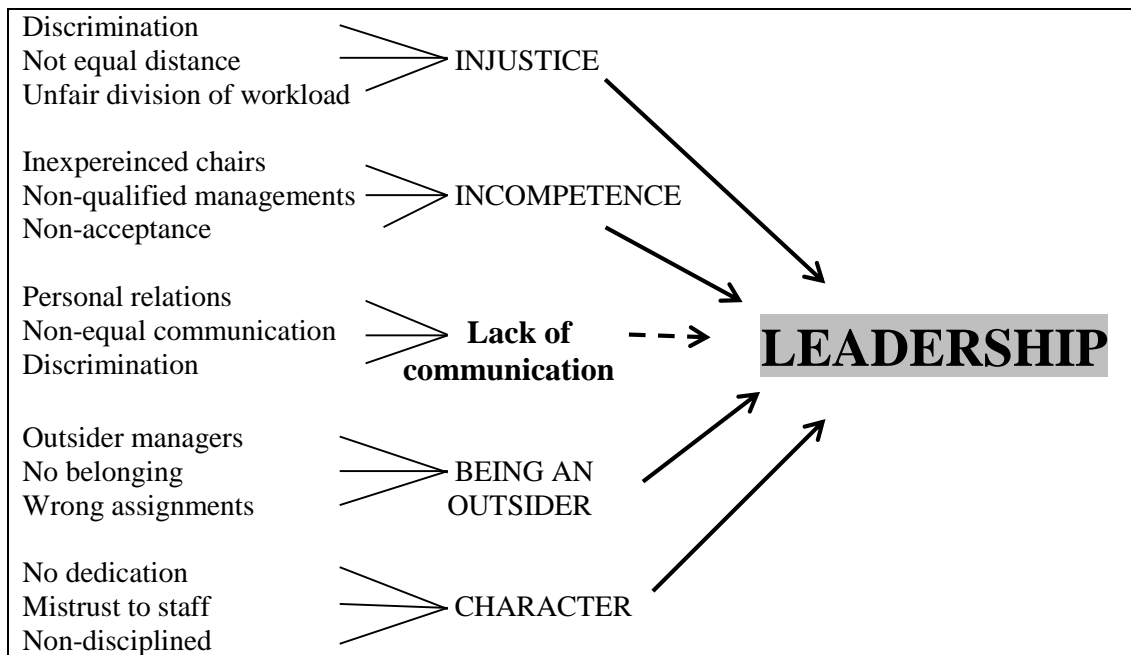 Discrimination
Not equal distance
Unfair division of workload
INJUSTICE
Inexpereinced chairs
Non-qualified managements
Non-acceptance
INCOMPETENCE
Personal relations
Non-equal communication
Discrimination
Lack of
communication
Outsider managers
No belonging
Wrong assignments
BEING AN
OUTSIDER
No dedication
Mistrust to staff
Non-disciplined
CHARACTER
LEADERSHIP